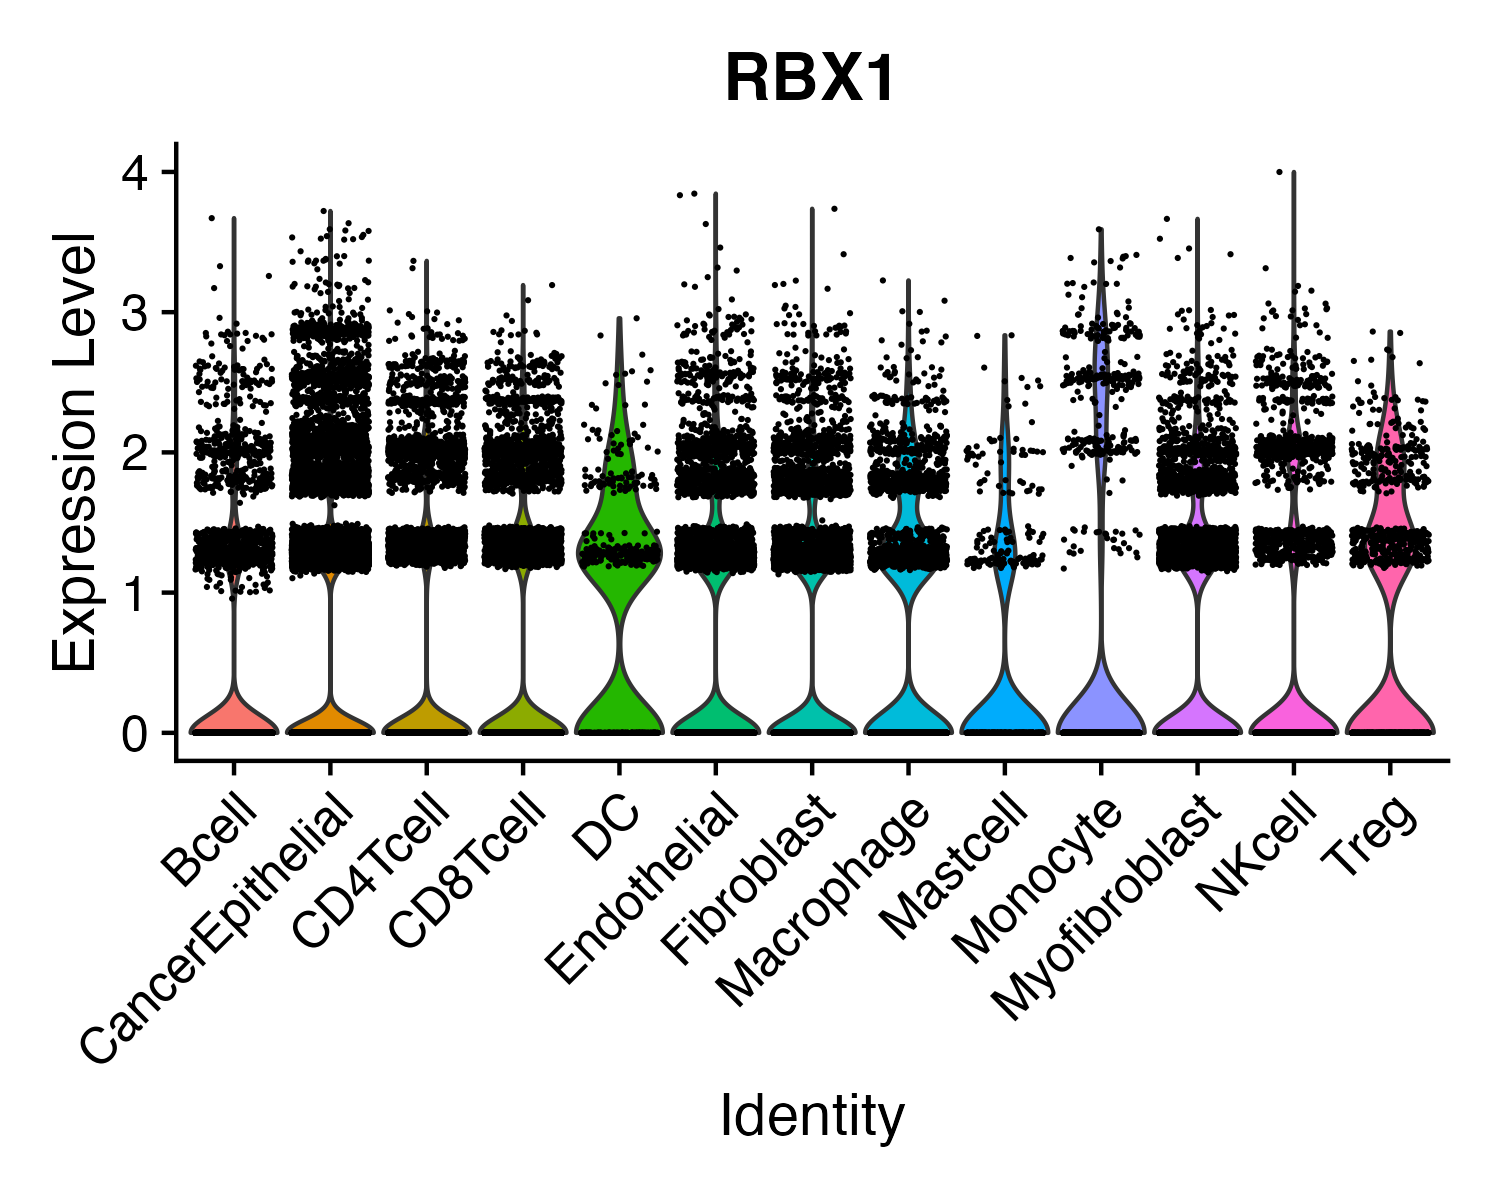 RBX1
Expression Level
4
3
2
1
0
Bcell
CancerEpithelial
CD4Tcell
CD8Tcell
DC
Endothelial
Fibroblast
Macrophage
Mastcell
Monocyte
Myofibroblast
NKcell
Treg
Identity